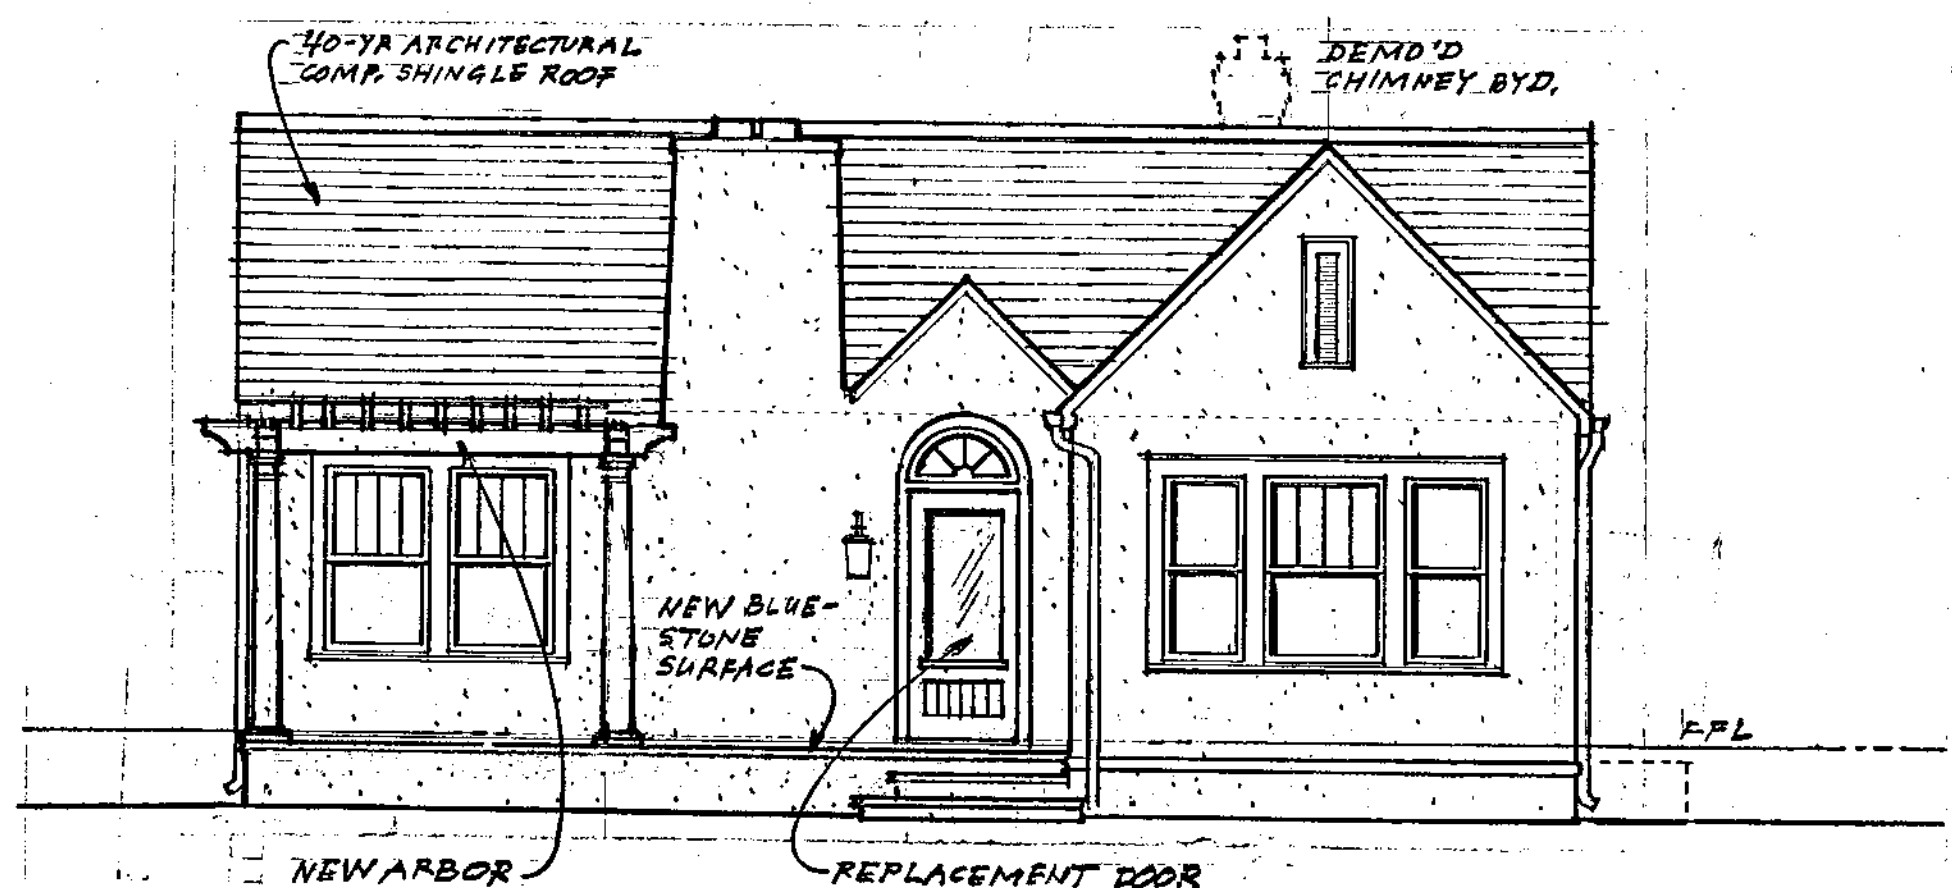 40-YR ARCHITECTURAL
COMP. SHINGLE ROOF
DEMO'D
CHIMNEY BYD.
NEW BLUE-
STONE
SURFACE
FFL
NEW ARBOR
REPLACEMENT DOOR